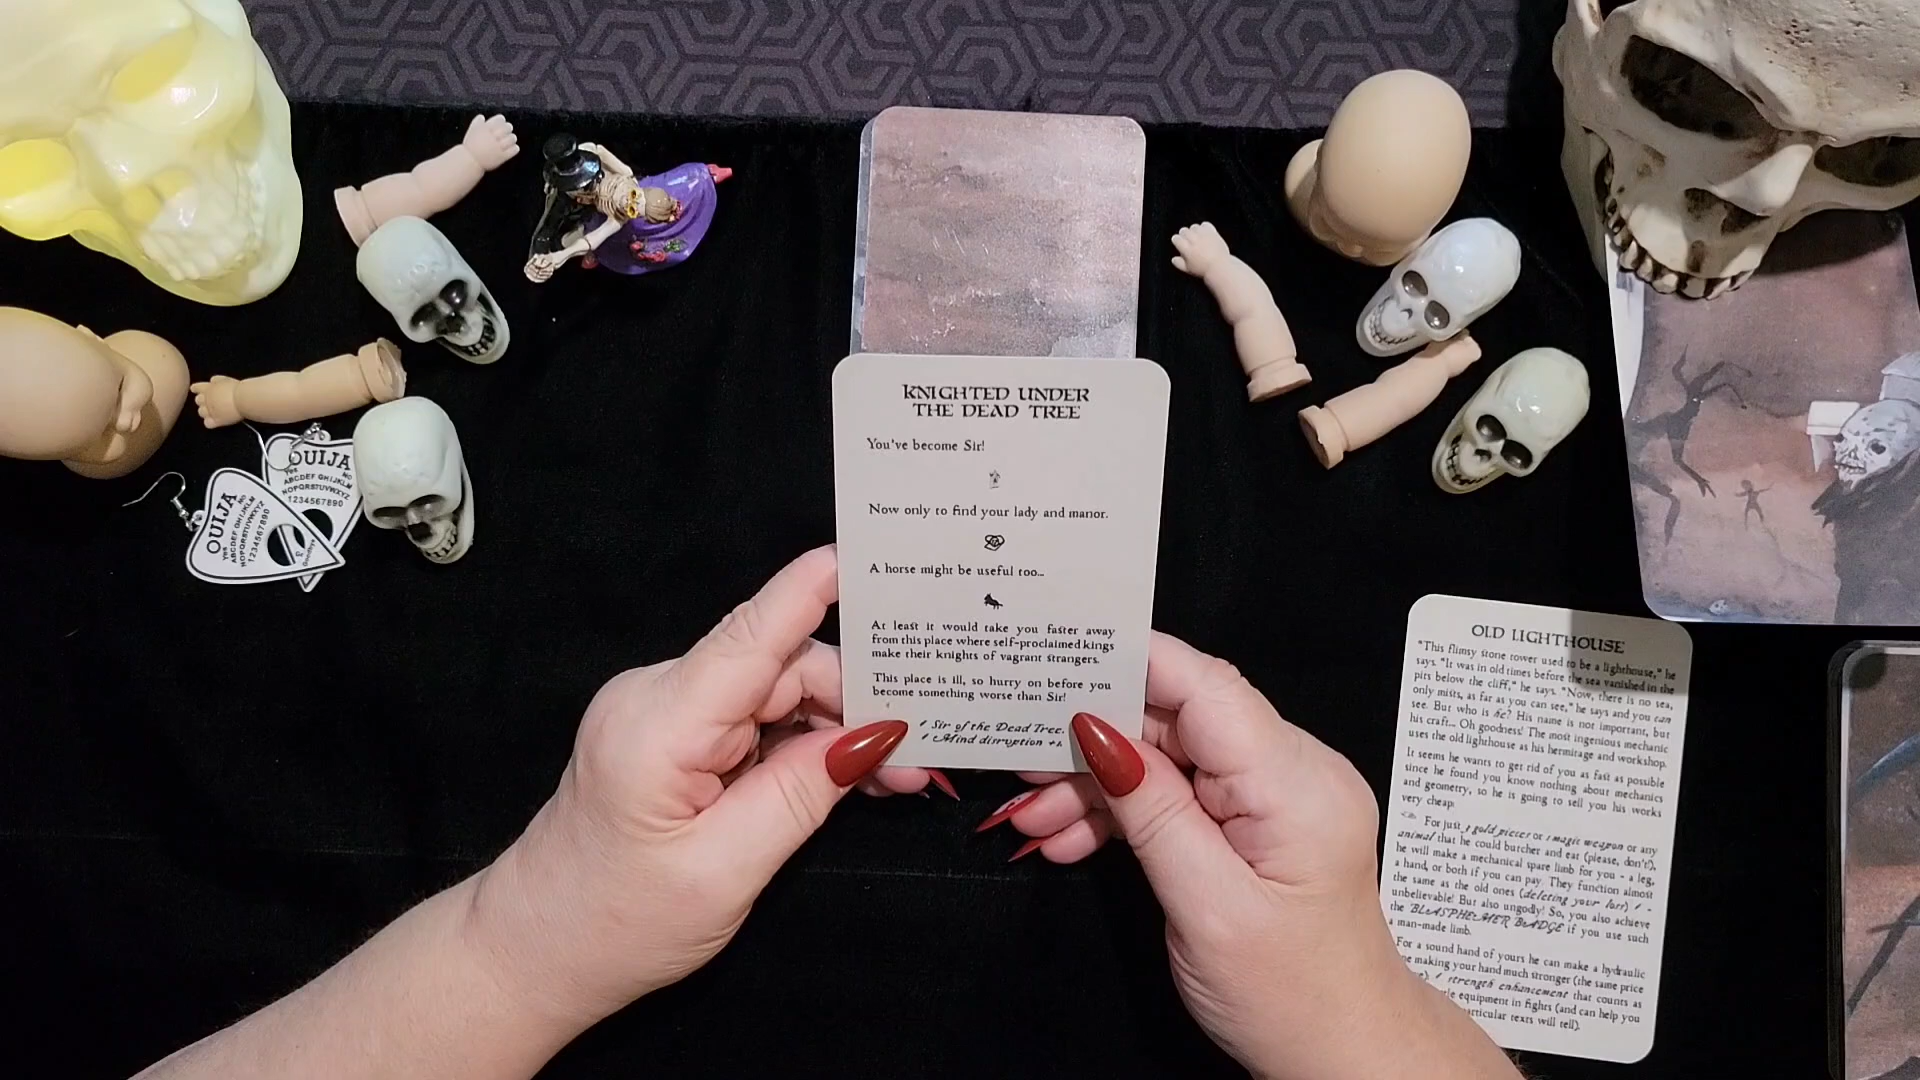 KNIGHTED UNDER
THE DEAD TREE
You've become Sir!
Now only to find your lady and manor.
A horse might be useful too...
At least it would take you faster away
from this place where self-proclaimed kings
make their knights of vagrant strangers.
This place is ill, so hurry on before you
become something worse than Sir!
Sir of the Dead Tree.
Mind disruption +1.
OLD LIGHTHOUSE
"This flimsy stone tower used to be a lighthouse," he
says. "It was in old times before the sea vanished in the
pits below the cliff," he says. "Now, there is no sea,
only mists, as far as you can see," he says and you can
see. But who is he? His name is not important, but
his craft... Oh goodness! The most ingenious mechanic
uses the old lighthouse as his hermitage and workshop.
It seems he wants to get rid of you as fast as possible
since he found you know nothing about mechanics
and geometry, so he is going to sell you his works
very cheap:
For just gold pieces or 1 magic weapon or any
animal that he could butcher and eat (please, don't!),
he will make a mechanical spare limb for you - a leg,
a hand, or both if you can pay. They function almost
the same as the old ones (deleting your loss) -
unbelievable! But also ungodly! So, you also achieve
the BLASPHEMER BADGE if you use such
a man-made limb.
For a sound hand of yours he can make a hydraulic
making your hand much stronger (the same price
strength enhancement that counts as
equipment in fights (and can help you
particular texts will tell).
OUIJA
Yes NO
ABCDEF GHIJKLM
NOPQRSTUVWXYZ
1234567890
OUIJA
Yes NO
ABCDEF GHIJKLM
NOPQRSTUVWXYZ
1234567890
Goodbye